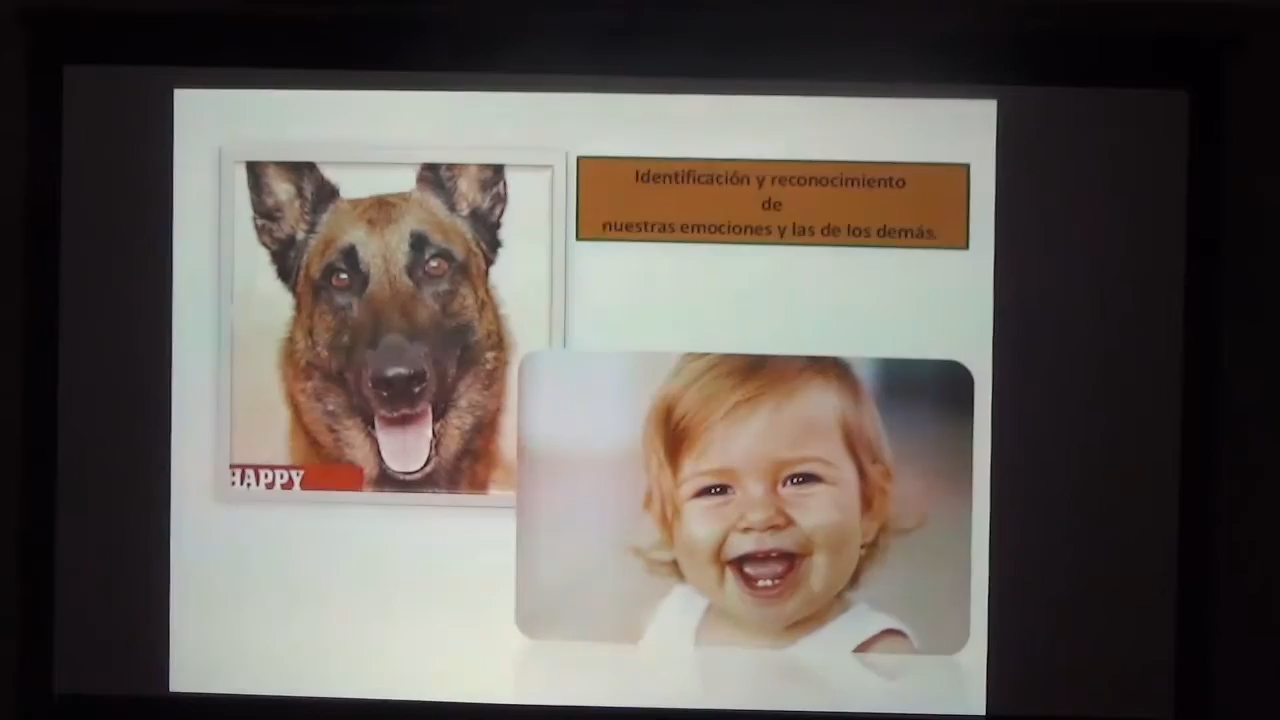 Identificación y reconocimiento
de
nuestras emociones y las de los demás.
HAPPY